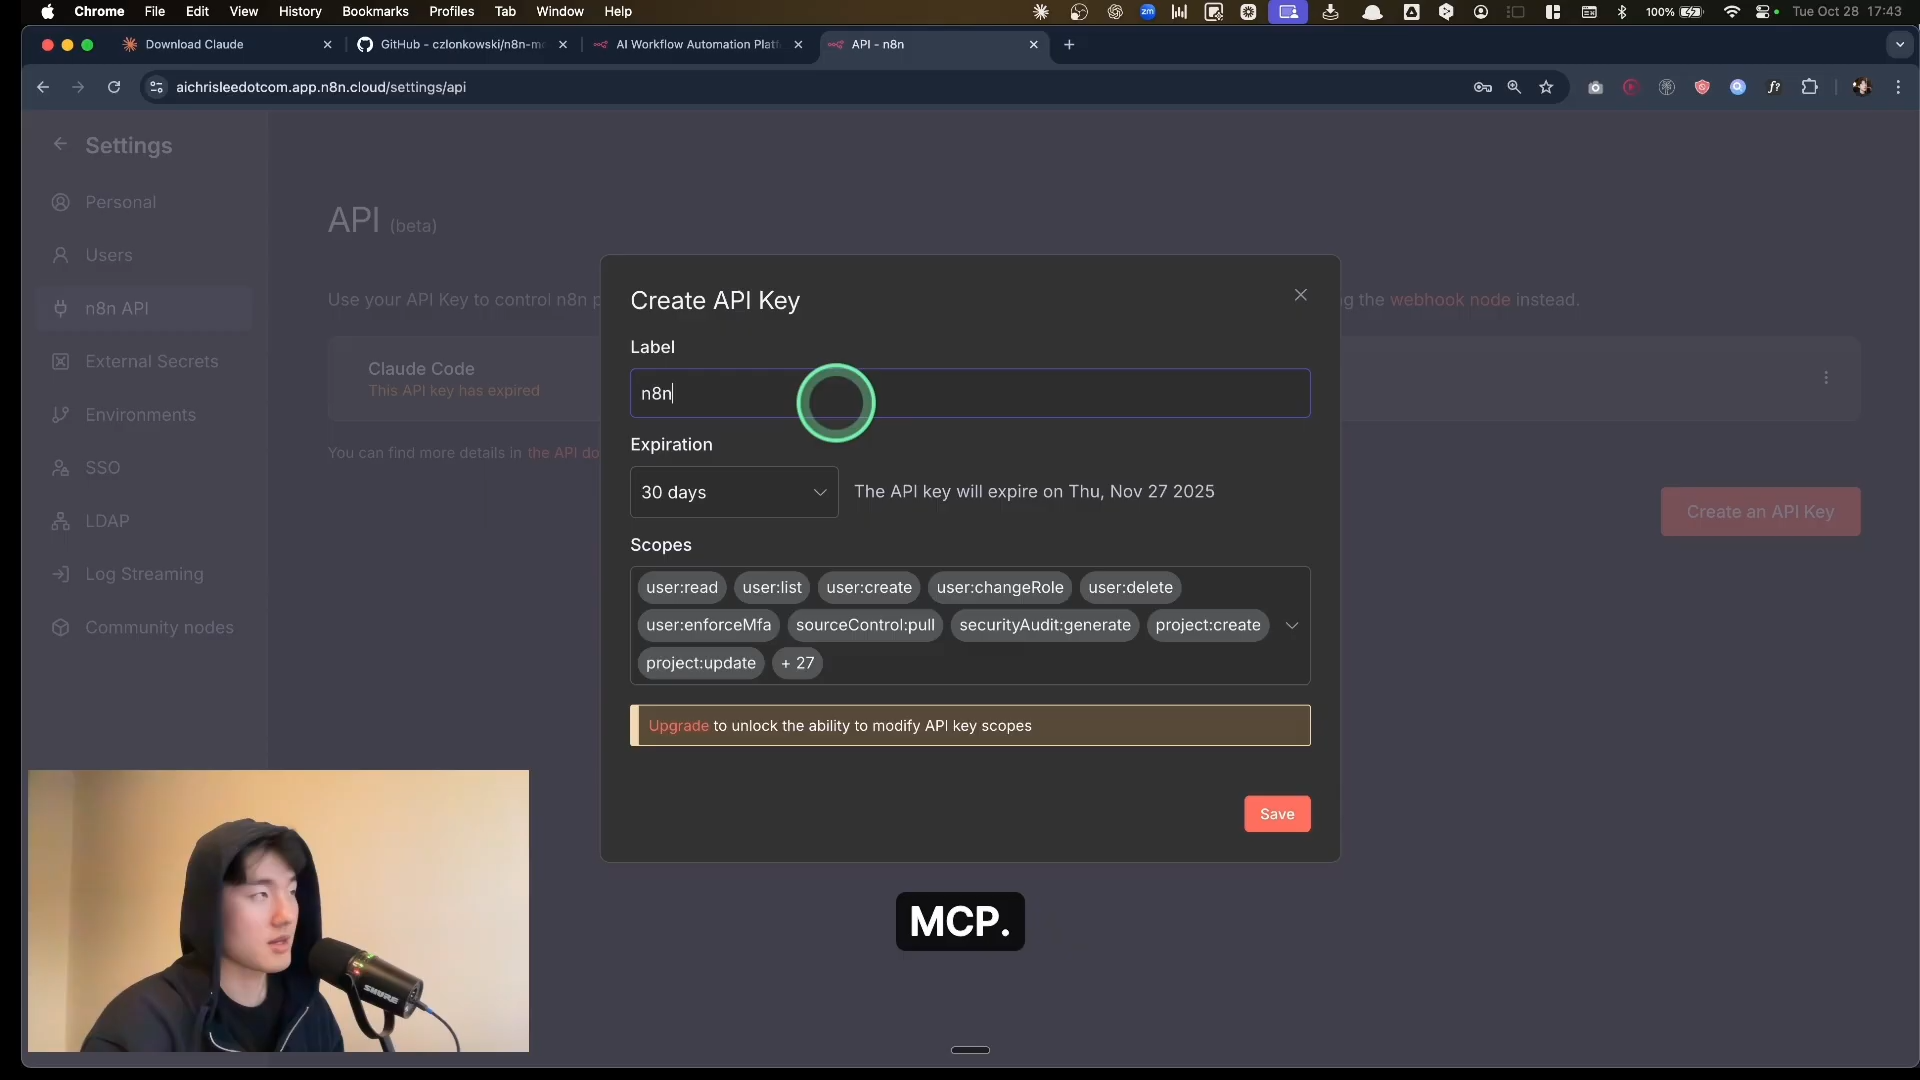 Chrome File Edit View History Bookmarks Profiles Tab Window Help
100% Tue Oct 28 17:43
Download Claude
GitHub - czlonkowski/n8n-mc
AI Workflow Automation Platf
API - n8n
aichrisleedotcom.app.n8n.cloud/settings/api
Settings
Personal
Users
n8n API
External Secrets
Environments
SSO
LDAP
Log Streaming
Community nodes
API (beta)
Use your API Key to control n8n p
g the webhook node instead.
Claude Code
This API key has expired
You can find more details in the API do
Create an API Key
Create API Key
Label
n8n
Expiration
30 days
The API key will expire on Thu, Nov 27 2025
Scopes
user:read user:list user:create user:changeRole user:delete
user:enforceMfa sourceControl:pull securityAudit:generate project:create
project:update + 27
Upgrade to unlock the ability to modify API key scopes
Save
MCP.
SHURE